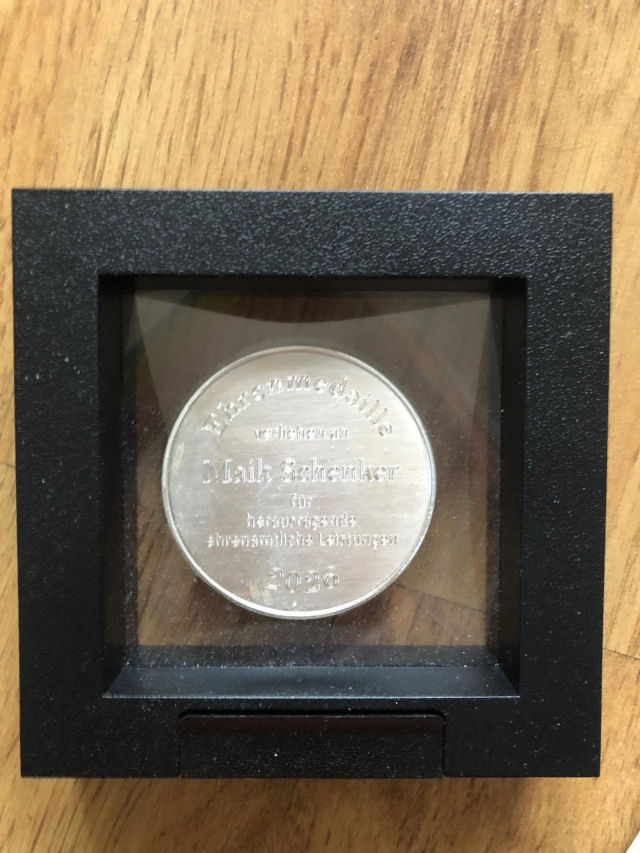 Ehrenmedaille
verliehen an
Maik Schenker
für
herausragende
ehrenamtliche Leistungen
2026